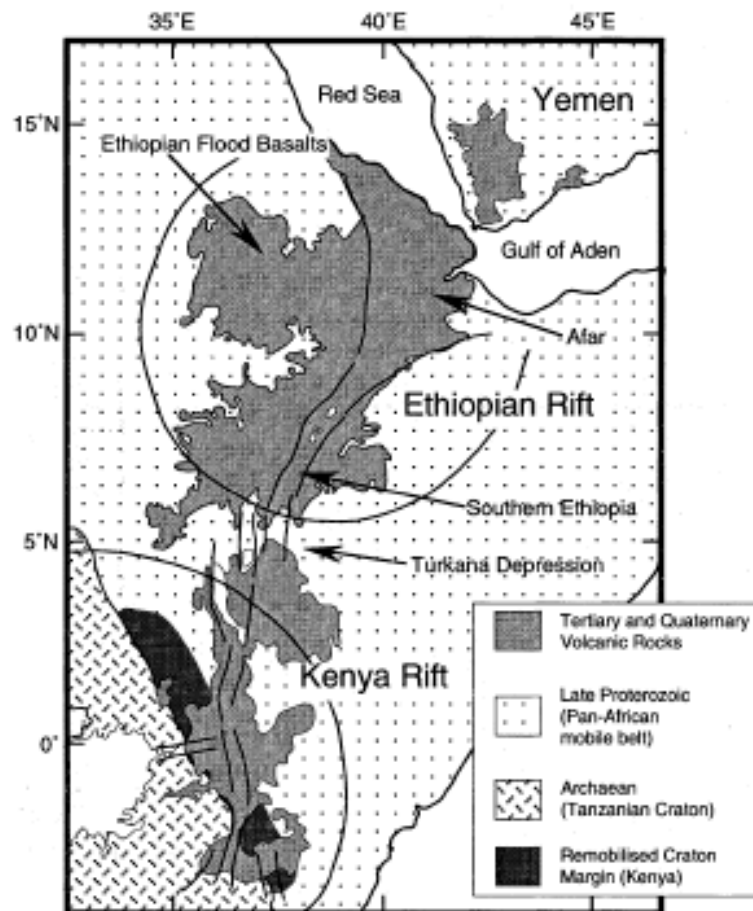 35°E 40°E 45°E
15°N
10°N
5°N
0°
Red Sea
Yemen
Ethiopian Flood Basalts
Gulf of Aden
Afar
Ethiopian Rift
Southern Ethiopia
Turkana Depression
Kenya Rift
Tertiary and Quaternary
Volcanic Rocks
Late Proterozoic
(Pan-African
mobile belt)
Archaean
(Tanzanian Craton)
Remobilised Craton
Margin (Kenya)